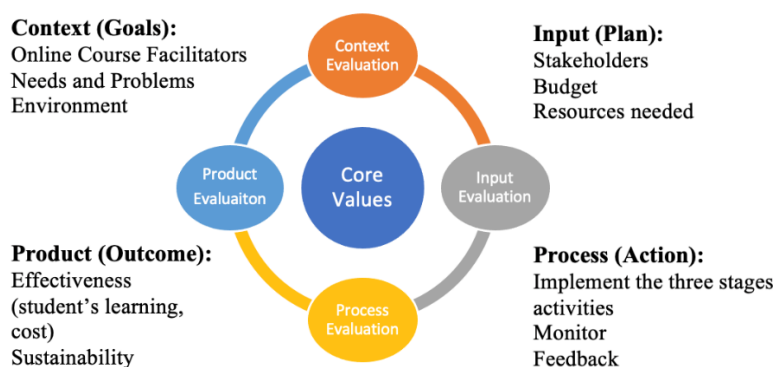 Context (Goals):
Online Course Facilitators
Needs and Problems
Environment
Context
Evaluation
Input (Plan):
Stakeholders
Budget
Resources needed
Product
Evaluaiton
Core
Values
Input
Evaluation
Product (Outcome):
Effectiveness
(student’s learning,
cost)
Sustainability
Process
Evaluation
Process (Action):
Implement the three stages
activities
Monitor
Feedback